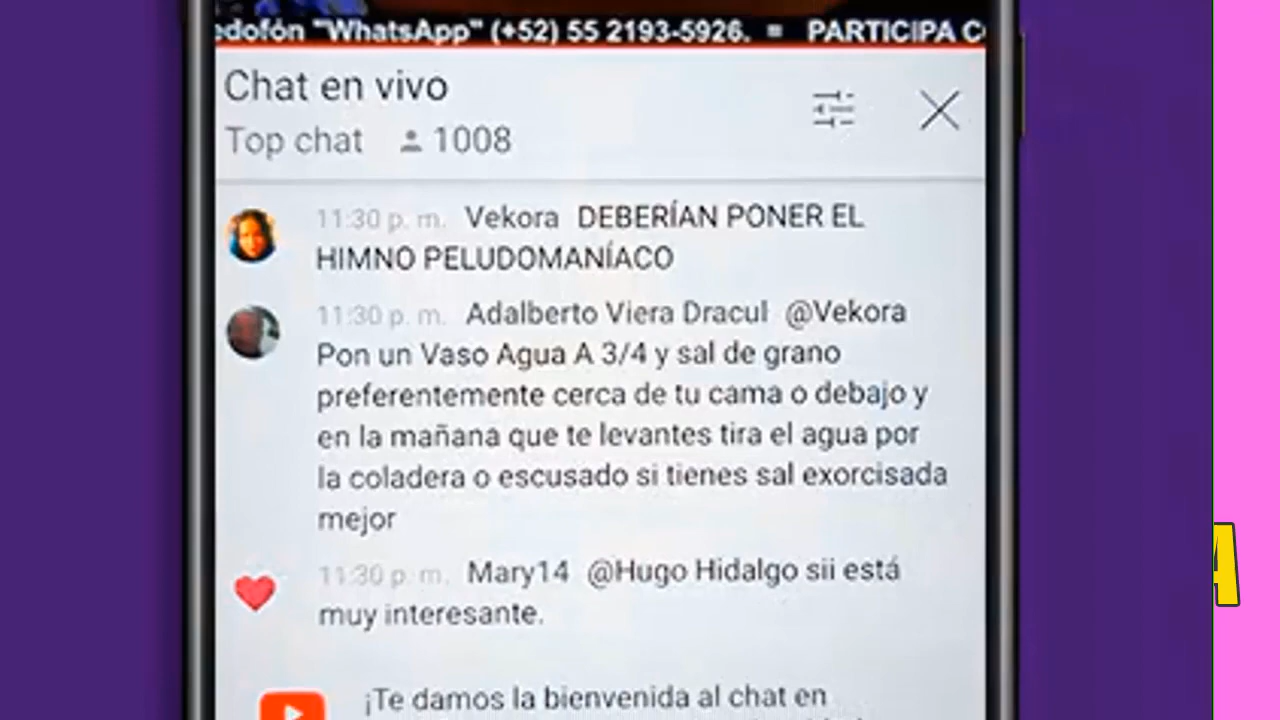 edofón "WhatsApp" (+52) 55 2193-5926. ≡ PARTICIPA C
Chat en vivo
Top chat 1008
11:30 p. m. Vekora DEBERÍAN PONER EL
HIMNO PELUDOMANÍACO
11:30 p. m. Adalberto Viera Dracul @Vekora
Pon un Vaso Agua A 3/4 y sal de grano
preferentemente cerca de tu cama o debajo y
en la mañana que te levantes tira el agua por
la coladera o escusado si tienes sal exorcisada
mejor
11:30 p. m. Mary14 @Hugo Hidalgo sii está
muy interesante.
¡Te damos la bienvenida al chat en
A